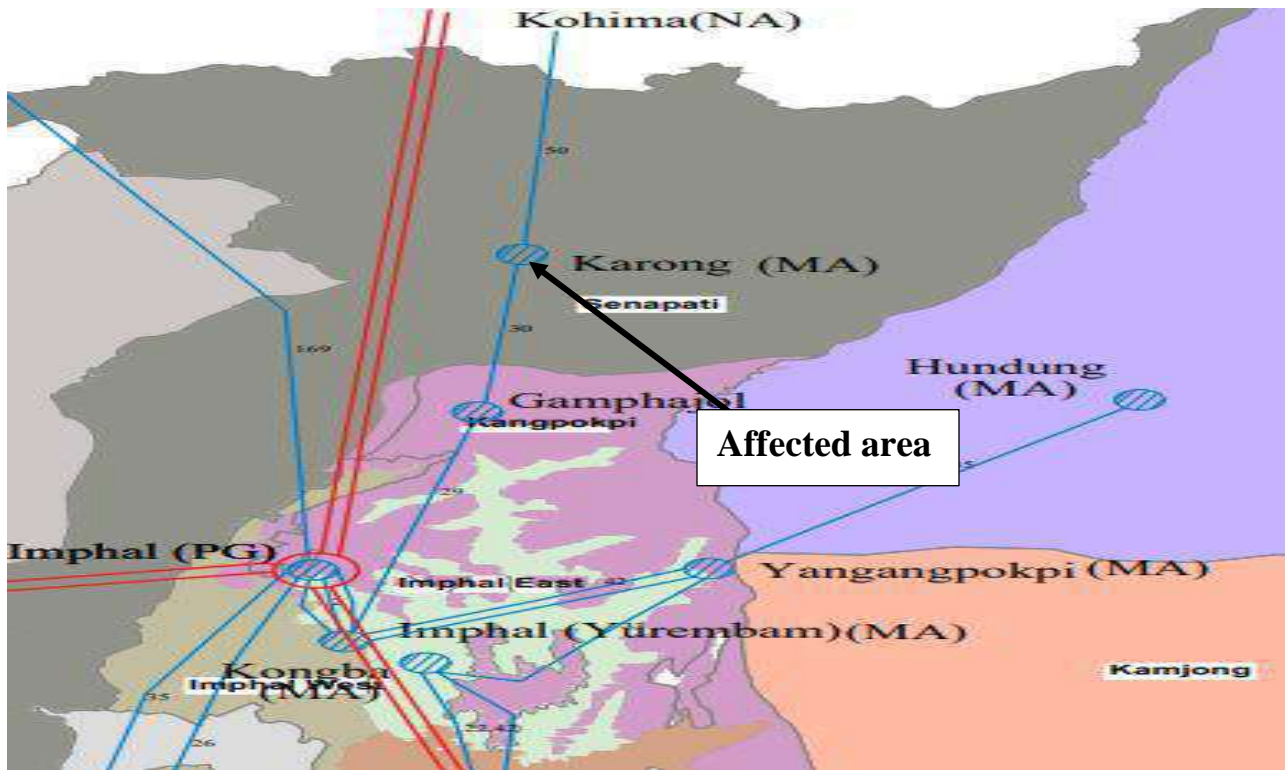 Kohima(NA)
50
Karong (MA)
Senapati
30
169
Hundung
(MA)
Gamphajol
Kangpokpi
Affected area
29
Imphal (PG)
Imphal East
42
Yangangpokpi (MA)
Imphal (Yurembam)(MA)
Kongba
(MA)
Imphal West
Kamjong
35
26